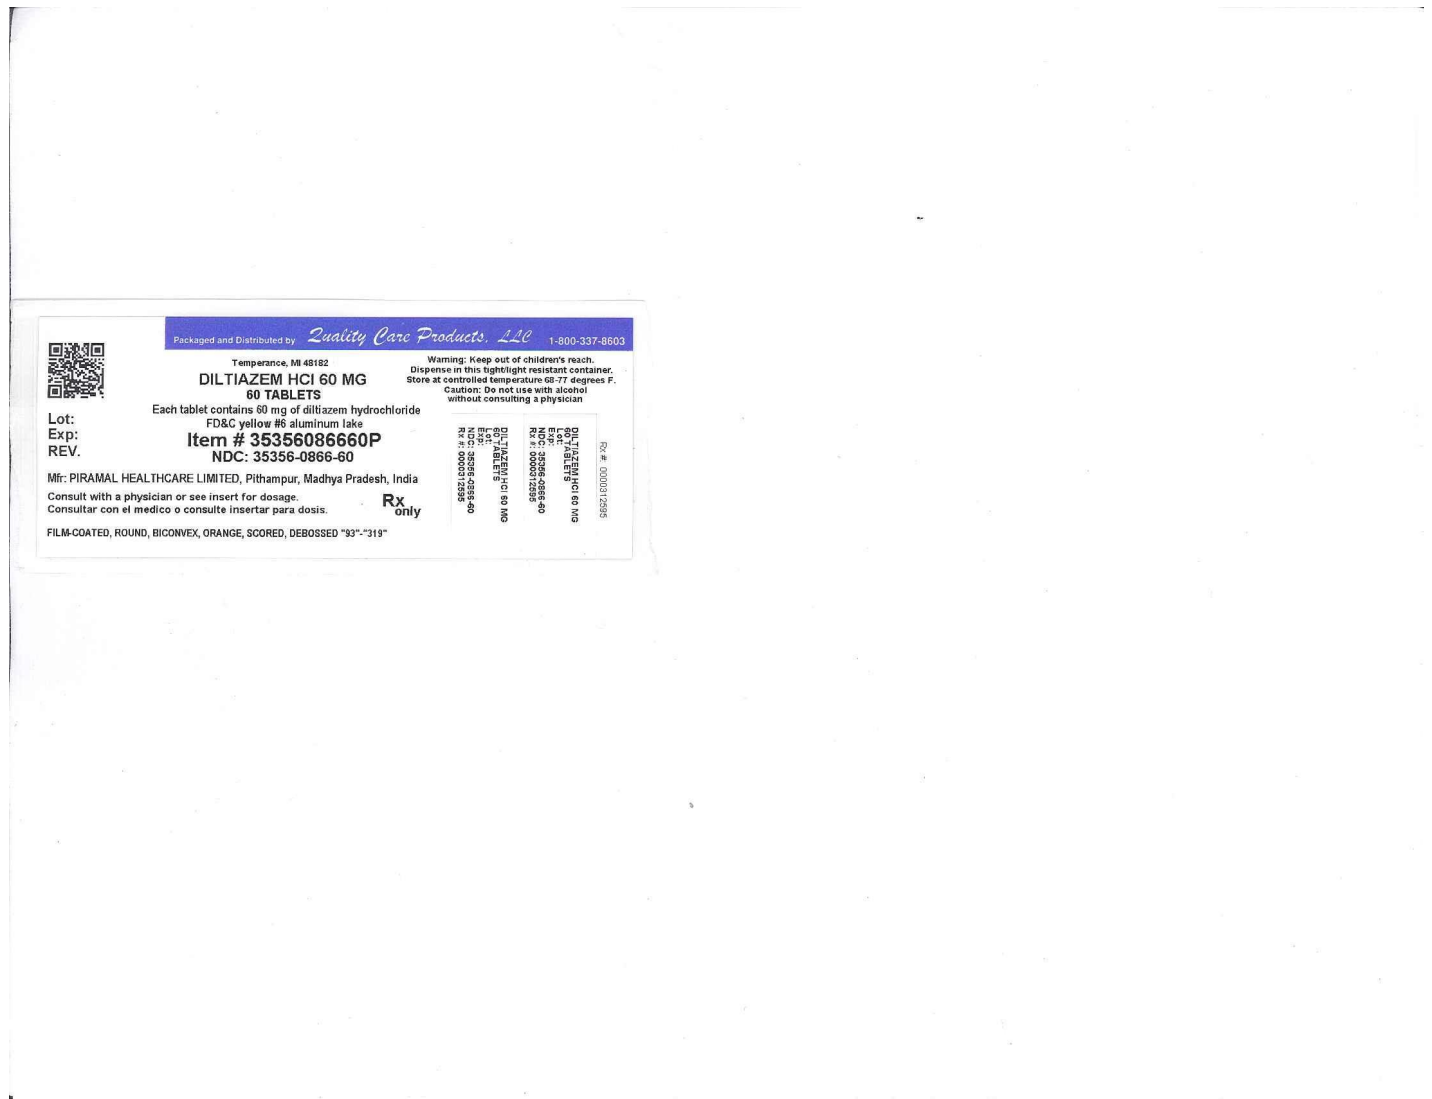 Packaged and Distributed by Quality Care Products, LLC 1-800-337-8603
Temperance, MI 48182
DILTIAZEM HCl 60 MG
60 TABLETS
Each tablet contains 60 mg of diltiazem hydrochloride
FD&C yellow #6 aluminum lake
Item # 35356086660P
NDC: 35356-0866-60
Warning: Keep out of children's reach.
Dispense in this tight/light resistant container.
Store at controlled temperature 68-77 degrees F.
Caution: Do not use with alcohol
without consulting a physician
Lot:
Exp:
REV.
Mfr: PIRAMAL HEALTHCARE LIMITED, Pithampur, Madhya Pradesh, India
Consult with a physician or see insert for dosage.
Consultar con el medico o consulte insertar para dosis.
Rx only
FILM-COATED, ROUND, BICONVEX, ORANGE, SCORED, DEBOSSED "93"-"319"
DILTIAZEM HCl 60 MG
60 TABLETS
Lot:
Exp:
NDC: 35356-0866-60
Rx #: 0000312595
DILTIAZEM HCl 60 MG
60 TABLETS
Lot:
Exp:
NDC: 35356-0866-60
Rx #: 0000312595
Rx #: 0000312595